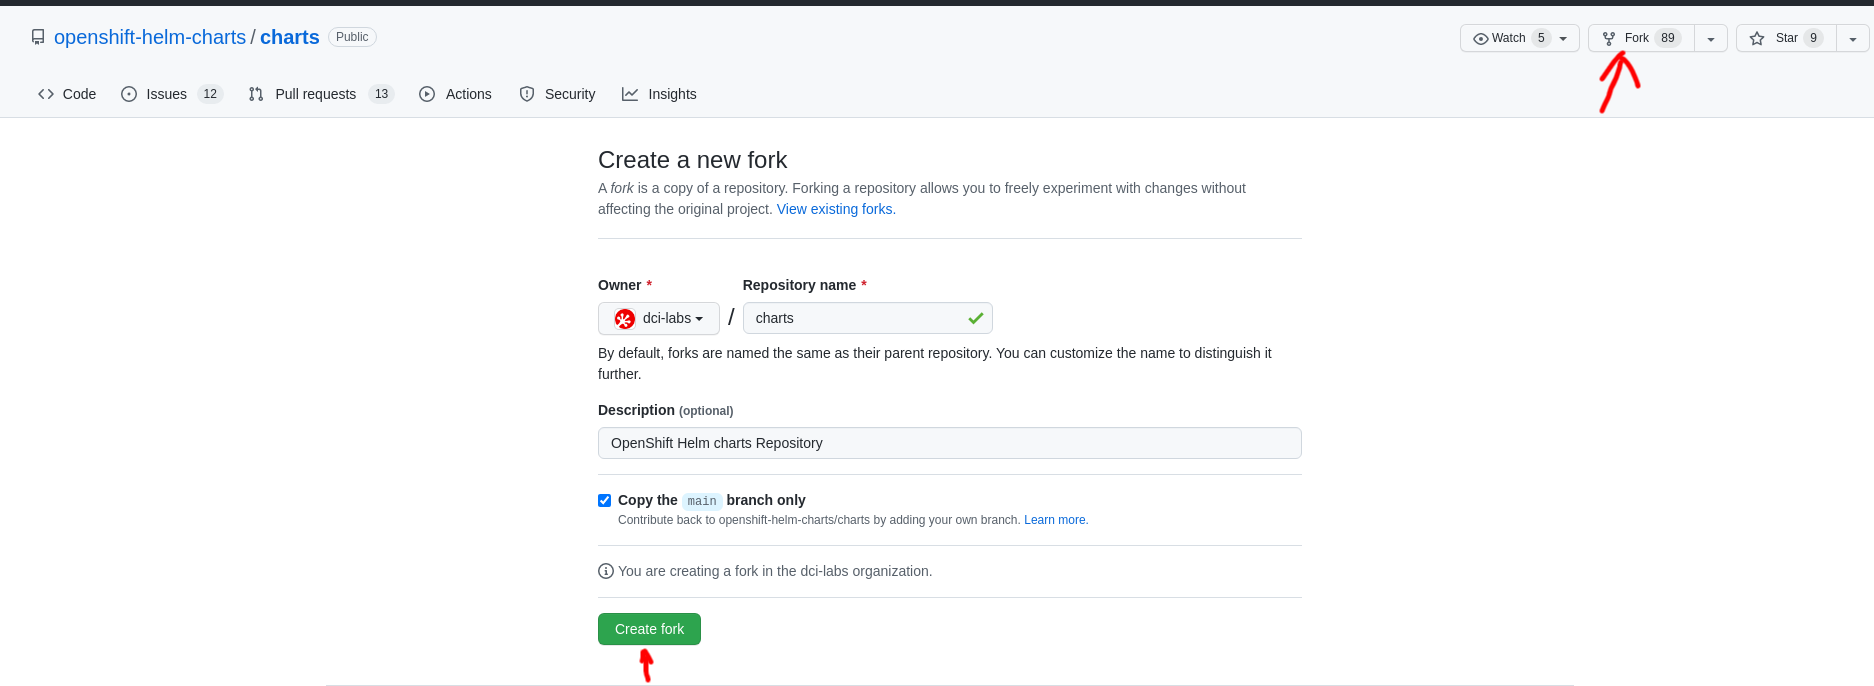 openshift-helm-charts / charts Public Watch 5 Fork 89 Star 9
Code Issues 12 Pull requests 13 Actions Security Insights
Create a new fork
A fork is a copy of a repository. Forking a repository allows you to freely experiment with changes without
affecting the original project. View existing forks.
Owner * Repository name *
dci-labs / charts
By default, forks are named the same as their parent repository. You can customize the name to distinguish it
further.
Description (optional)
OpenShift Helm charts Repository
Copy the main branch only
Contribute back to openshift-helm-charts/charts by adding your own branch. Learn more.
You are creating a fork in the dci-labs organization.
Create fork